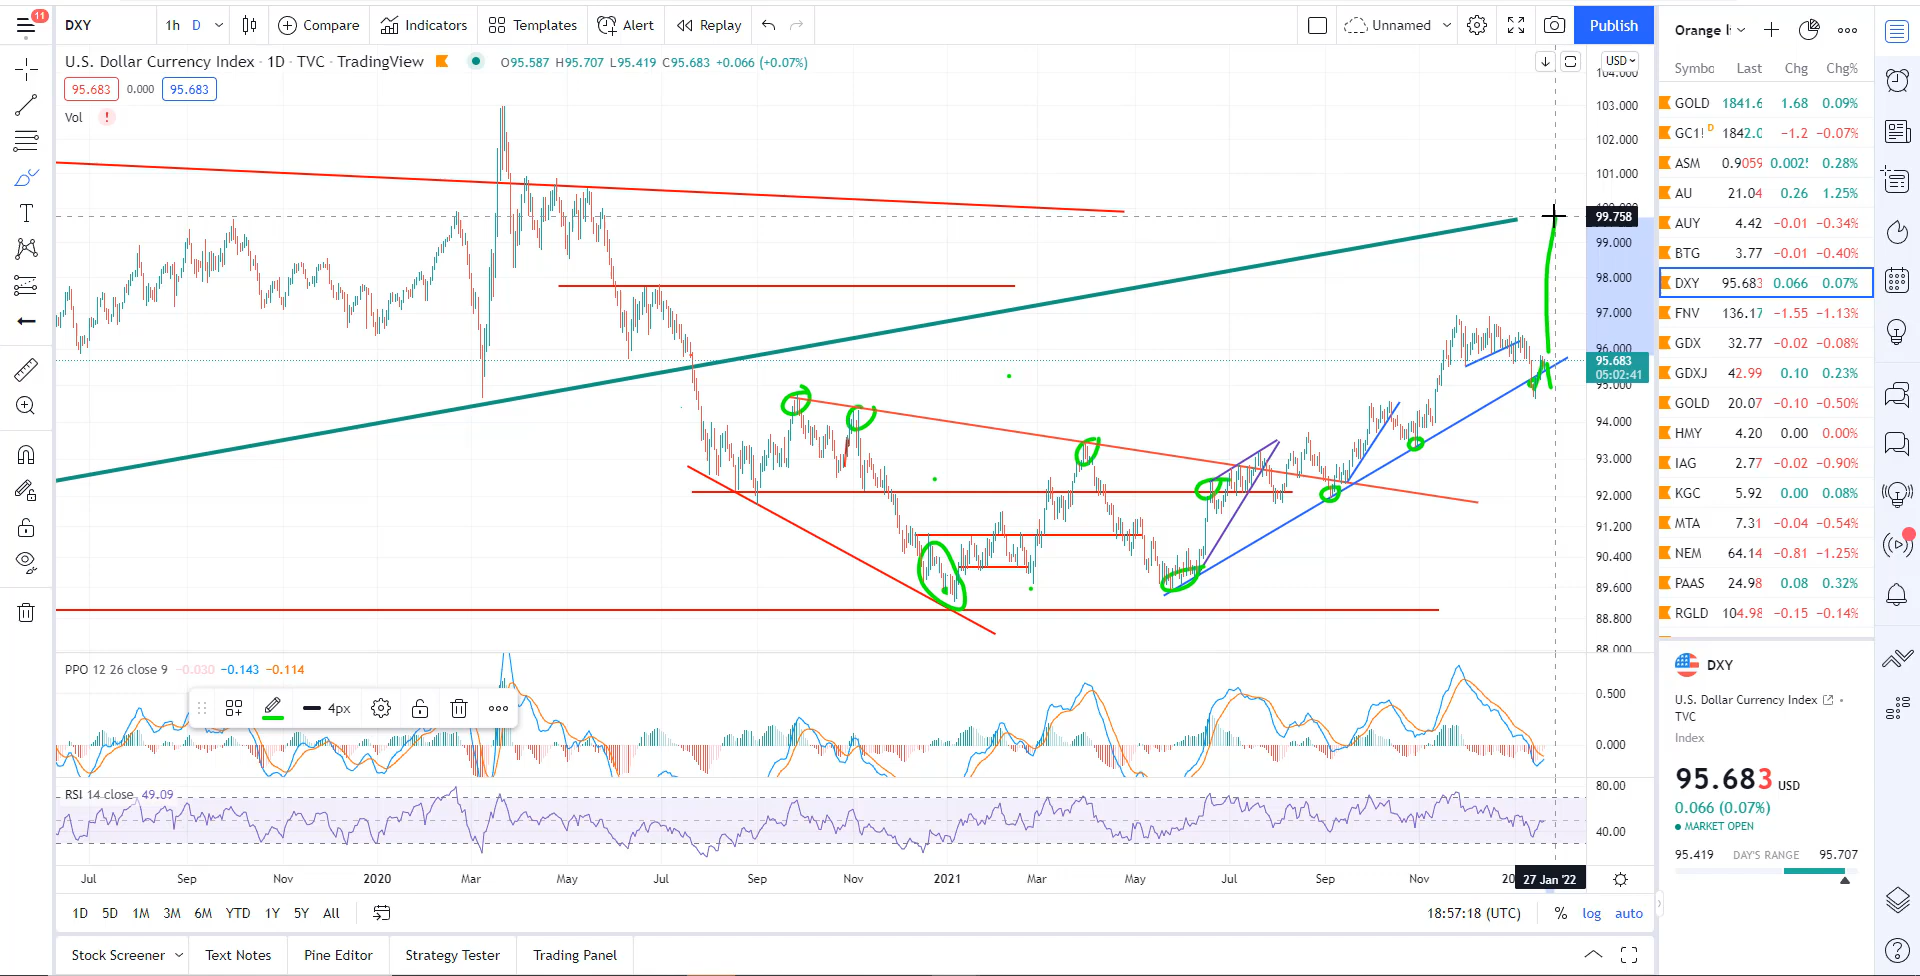 11
DXY
1h D
Compare
Indicators
Templates
Alert
Replay
Unnamed
Publish
U.S. Dollar Currency Index · 1D · TVC · TradingView
O95.587 H95.707 L95.419 C95.683 +0.066 (+0.07%)
95.683 0.000 95.683
Vol !
USD
104.000
103.000
102.000
101.000
99.758
99.000
98.000
97.000
96.000
95.683
05:02:41
95.000
94.000
93.000
92.000
91.200
90.400
89.600
88.800
88.000
PPO 12 26 close 9 -0.030 -0.143 -0.114
4px
0.500
0.000
RSI 14 close 49.09
80.00
40.00
Jul Sep Nov 2020 Mar May Jul Sep Nov 2021 Mar May Jul Sep Nov 20 27 Jan '22
1D 5D 1M 3M 6M YTD 1Y 5Y All
18:57:18 (UTC) % log auto
Stock Screener Text Notes Pine Editor Strategy Tester Trading Panel
Orange l
Symbo Last Chg Chg%
GOLD 1841.6 1.68 0.09%
GC1! D 1842.0 -1.2 -0.07%
ASM 0.9059 0.0025 0.28%
AU 21.04 0.26 1.25%
AUY 4.42 -0.01 -0.34%
BTG 3.77 -0.01 -0.40%
DXY 95.683 0.066 0.07%
FNV 136.17 -1.55 -1.13%
GDX 32.77 -0.02 -0.08%
GDXJ 42.99 0.10 0.23%
GOLD 20.07 -0.10 -0.50%
HMY 4.20 0.00 0.00%
IAG 2.77 -0.02 -0.90%
KGC 5.92 0.00 0.08%
MTA 7.31 -0.04 -0.54%
NEM 64.14 -0.81 -1.25%
PAAS 24.98 0.08 0.32%
RGLD 104.98 -0.15 -0.14%
DXY
U.S. Dollar Currency Index •
TVC
Index
95.683 USD
0.066 (0.07%)
MARKET OPEN
95.419 DAY'S RANGE 95.707